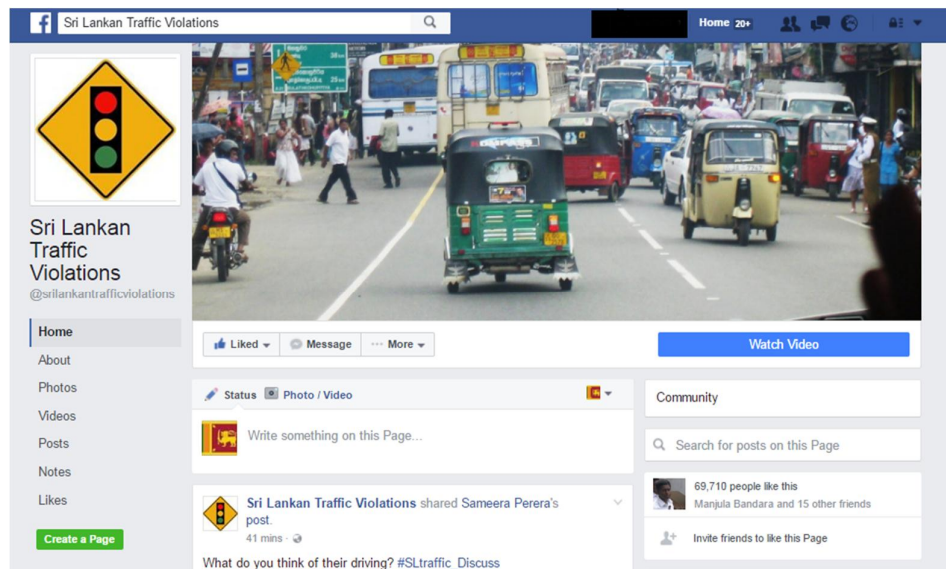 Sri Lankan Traffic Violations
Home 20+
Sri Lankan
Traffic
Violations
@srilankantrafficviolations
Home
About
Photos
Videos
Posts
Notes
Likes
Create a Page
Liked
Message
More
Watch Video
Status
Photo / Video
Write something on this Page...
Sri Lankan Traffic Violations shared Sameera Perera's
post.
41 mins
What do you think of their driving? #SLtraffic_Discuss
Community
Search for posts on this Page
69,710 people like this
Manjula Bandara and 15 other friends
Invite friends to like this Page